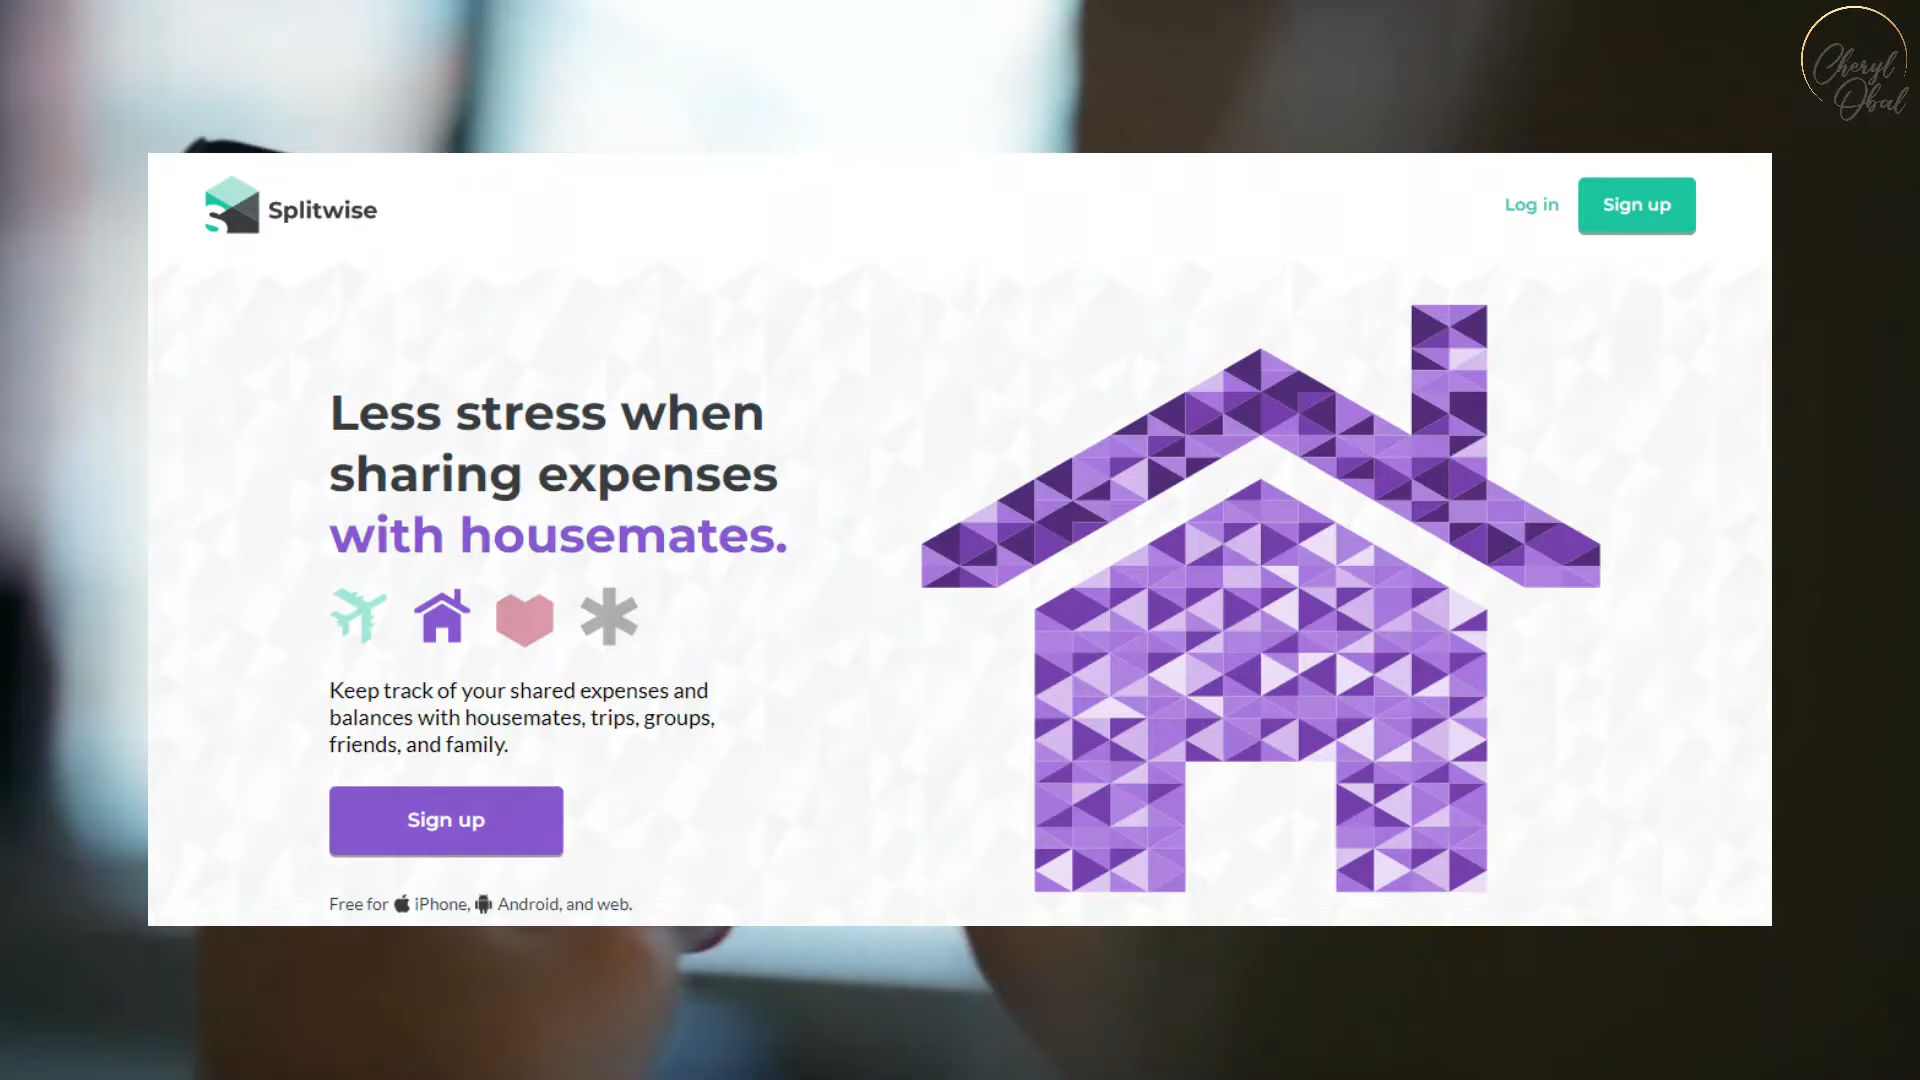 Cheryl
Obal
Splitwise
Log in
Sign up
Less stress when
sharing expenses
with housemates.
Keep track of your shared expenses and
balances with housemates, trips, groups,
friends, and family.
Sign up
Free for iPhone, Android, and web.